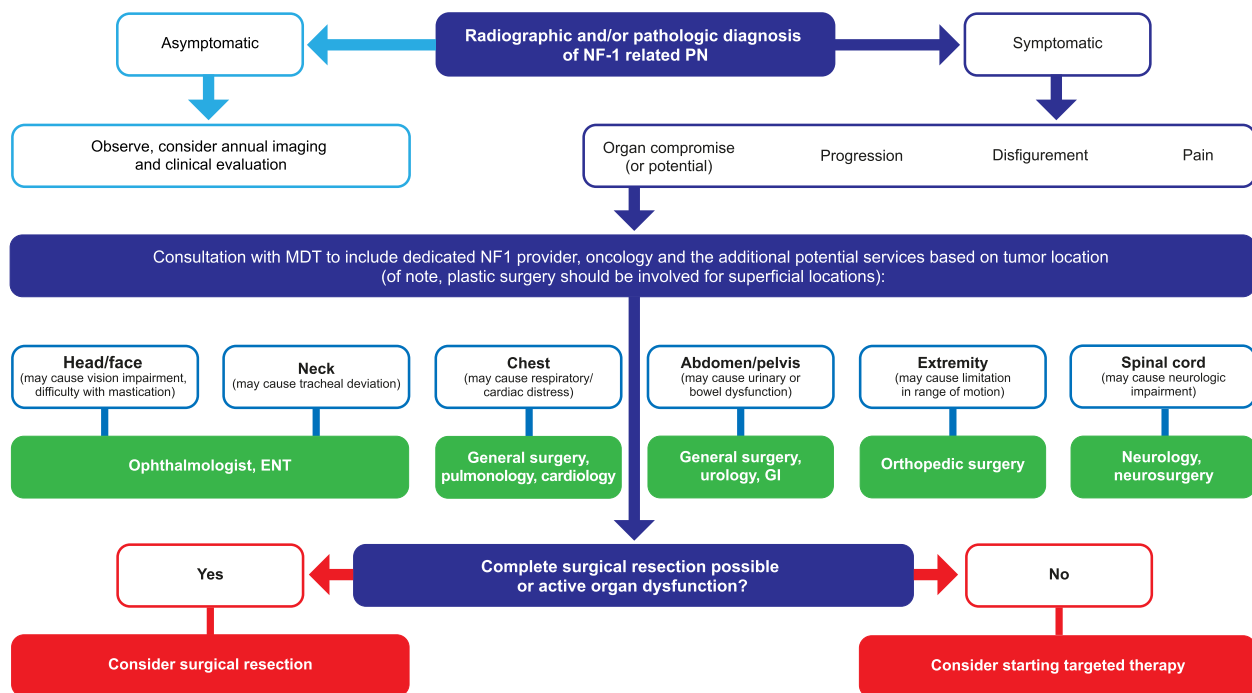 Asymptomatic
Radiographic and/or pathologic diagnosis
of NF-1 related PN
Symptomatic
Observe, consider annual imaging
and clinical evaluation
Organ compromise
(or potential)
Progression
Disfigurement
Pain
Consultation with MDT to include dedicated NF1 provider, oncology and the additional potential services based on tumor location
(of note, plastic surgery should be involved for superficial locations):
Head/face
(may cause vision impairment,
difficulty with mastication)
Neck
(may cause tracheal deviation)
Chest
(may cause respiratory/
cardiac distress)
Abdomen/pelvis
(may cause urinary or
bowel dysfunction)
Extremity
(may cause limitation
in range of motion)
Spinal cord
(may cause neurologic
impairment)
Ophthalmologist, ENT
General surgery,
pulmonology, cardiology
General surgery,
urology, GI
Orthopedic surgery
Neurology,
neurosurgery
Yes
Complete surgical resection possible
or active organ dysfunction?
No
Consider surgical resection
Consider starting targeted therapy